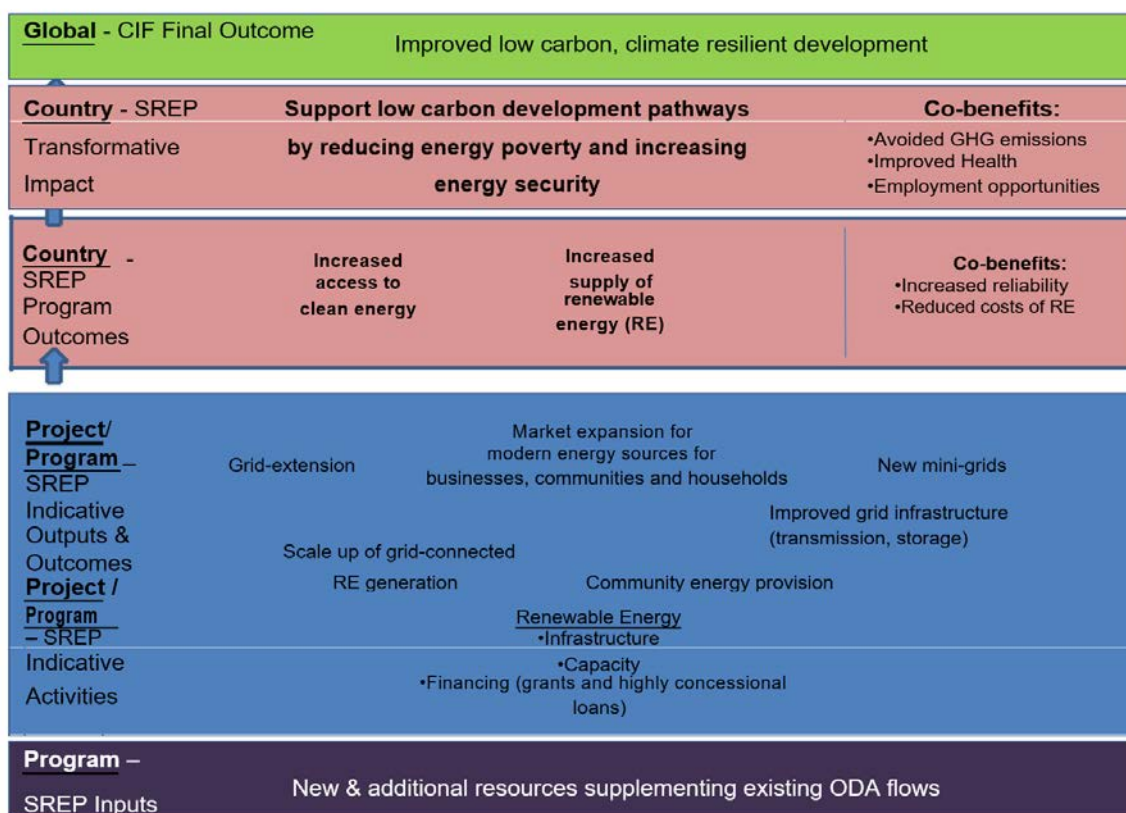 Global - CIF Final Outcome
Improved low carbon, climate resilient development
Country - SREP
Transformative
Impact
Support low carbon development pathways
by reducing energy poverty and increasing
energy security
Co-benefits:
•Avoided GHG emissions
•Improved Health
•Employment opportunities
Country -
SREP
Program
Outcomes
Increased
access to
clean energy
Increased
supply of
renewable
energy (RE)
Co-benefits:
•Increased reliability
•Reduced costs of RE
Project/
Program –
SREP
Indicative
Outputs &
Outcomes
Grid-extension
Market expansion for
modern energy sources for
businesses, communities and households
New mini-grids
Improved grid infrastructure
(transmission, storage)
Scale up of grid-connected
RE generation
Community energy provision
Project /
Program
– SREP
Indicative
Activities
Renewable Energy
•Infrastructure
•Capacity
•Financing (grants and highly concessional
loans)
Program –
SREP Inputs
New & additional resources supplementing existing ODA flows